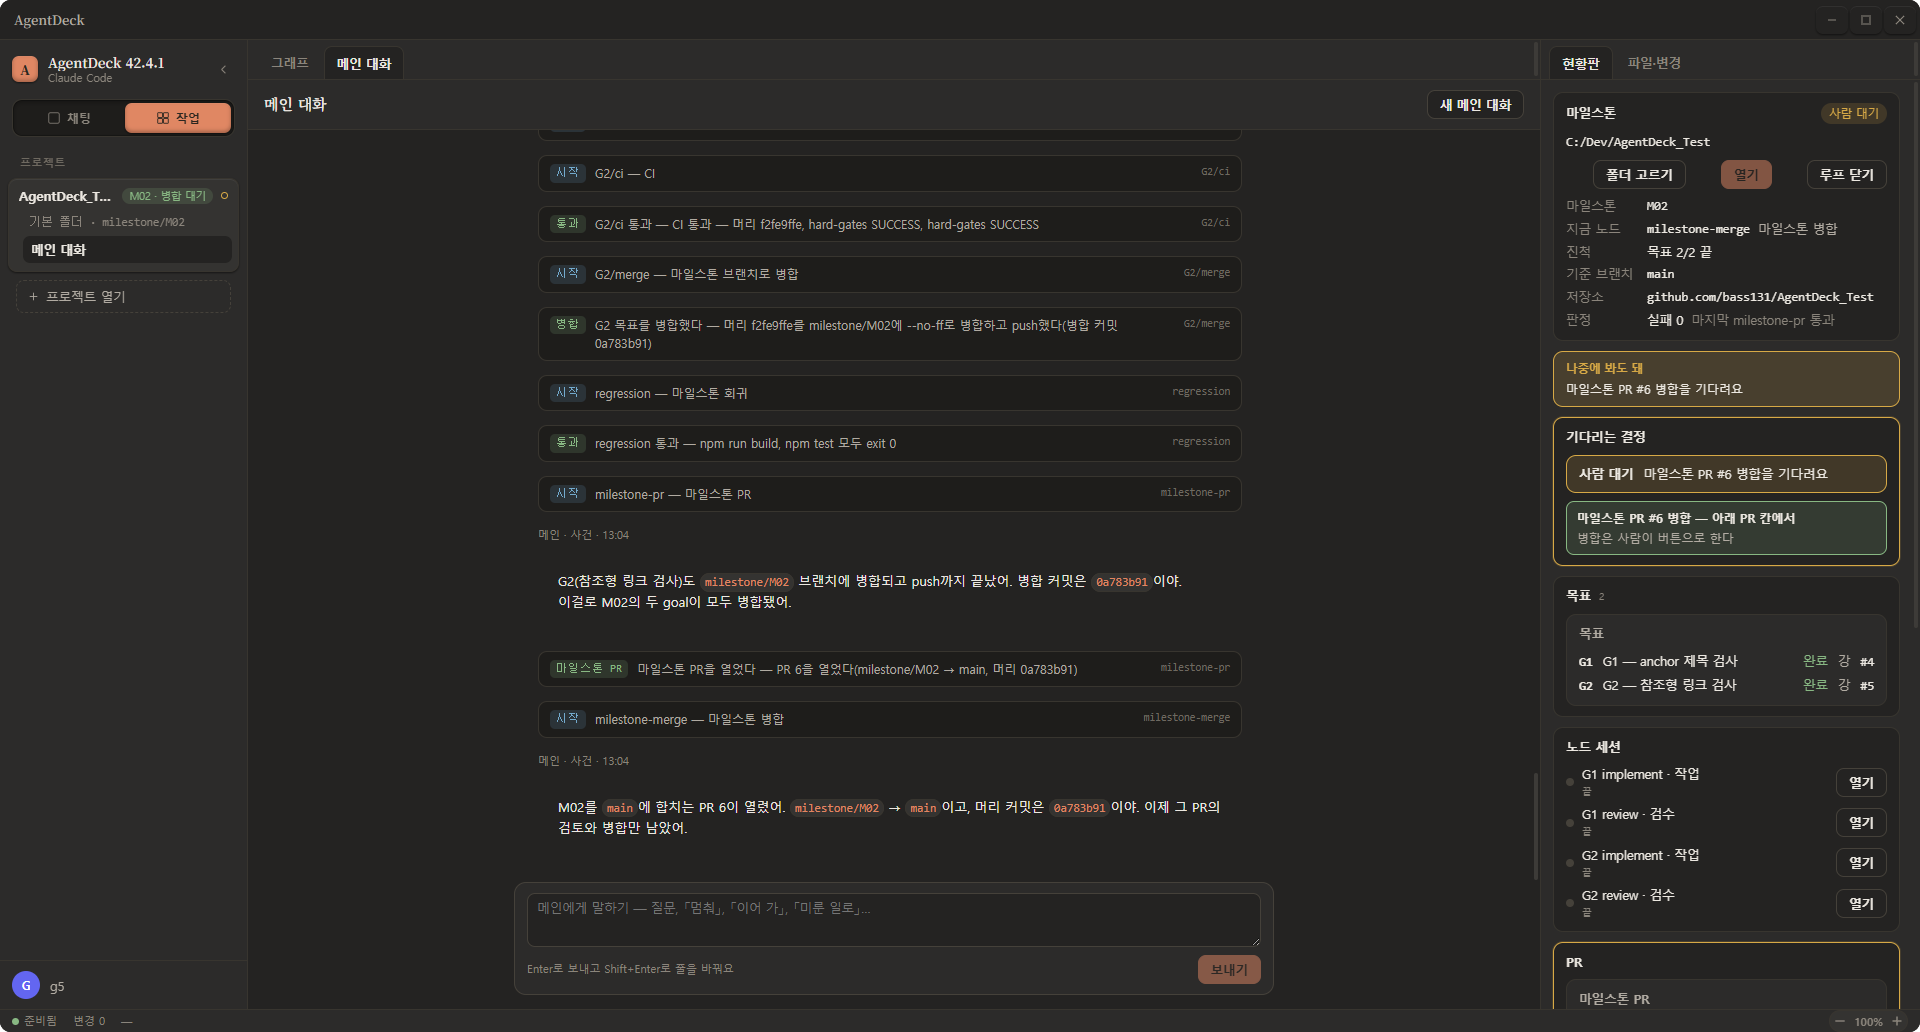 AgentDeck
A
AgentDeck 42.4.1
Claude Code
채팅
작업
프로젝트
AgentDeck_T... M02 · 병합 대기
기본 폴더 · milestone/M02
메인 대화
+ 프로젝트 열기
G g5
준비됨 변경 0 —
그래프 메인 대화
메인 대화
새 메인 대화
시작 G2/ci — CI G2/ci
통과 G2/ci 통과 — CI 통과 — 머리 f2fe9ffe, hard-gates SUCCESS, hard-gates SUCCESS G2/ci
시작 G2/merge — 마일스톤 브랜치로 병합 G2/merge
병합 G2 목표를 병합했다 — 머리 f2fe9ffe를 milestone/M02에 --no-ff로 병합하고 push했다(병합 커밋 G2/merge
0a783b91)
시작 regression — 마일스톤 회귀 regression
통과 regression 통과 — npm run build, npm test 모두 exit 0 regression
시작 milestone-pr — 마일스톤 PR milestone-pr
메인 · 사건 · 13:04
G2(참조형 링크 검사)도 milestone/M02 브랜치에 병합되고 push까지 끝났어. 병합 커밋은 0a783b91이야.
이걸로 M02의 두 goal이 모두 병합됐어.
마일스톤 PR 마일스톤 PR을 열었다 — PR 6을 열었다(milestone/M02 → main, 머리 0a783b91) milestone-pr
시작 milestone-merge — 마일스톤 병합 milestone-merge
메인 · 사건 · 13:04
M02를 main에 합치는 PR 6이 열렸어. milestone/M02 → main이고, 머리 커밋은 0a783b91이야. 이제 그 PR의
검토와 병합만 남았어.
메인에게 말하기 — 질문, 「멈춰」, 「이어 가」, 「미룬 일로」...
Enter로 보내고 Shift+Enter로 줄을 바꿔요
보내기
현황판 파일·변경
마일스톤 사람 대기
C:/Dev/AgentDeck_Test
폴더 고르기 열기 루프 닫기
마일스톤 M02
지금 노드 milestone-merge 마일스톤 병합
진척 목표 2/2 끝
기준 브랜치 main
저장소 github.com/bass131/AgentDeck_Test
판정 실패 0 마지막 milestone-pr 통과
나중에 봐도 돼
마일스톤 PR #6 병합을 기다려요
기다리는 결정
사람 대기 마일스톤 PR #6 병합을 기다려요
마일스톤 PR #6 병합 — 아래 PR 칸에서
병합은 사람이 버튼으로 한다
목표 2
목표
G1 G1 — anchor 제목 검사 완료 강 #4
G2 G2 — 참조형 링크 검사 완료 강 #5
노드 세션
G1 implement · 작업
끝
열기
G1 review · 검수
끝
열기
G2 implement · 작업
끝
열기
G2 review · 검수
끝
열기
PR
마일스톤 PR
— 100% +